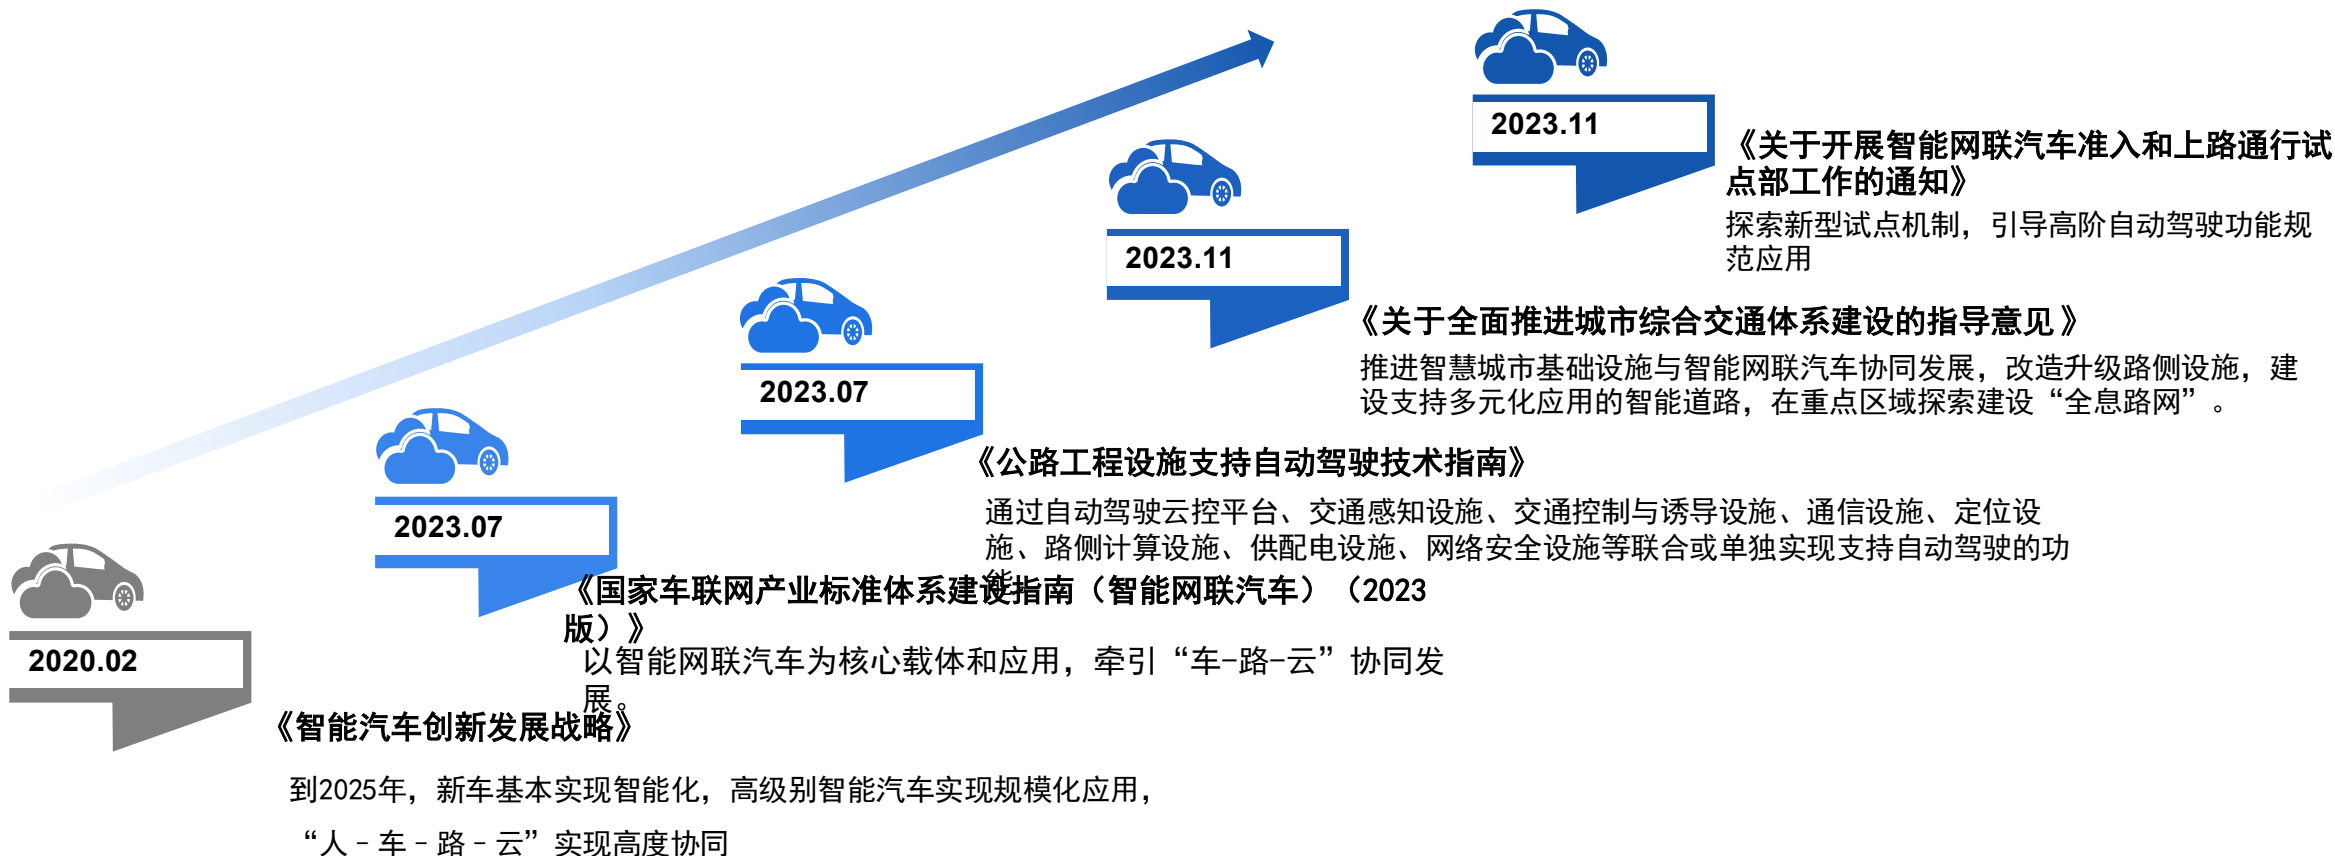 2023.11
《关于开展智能网联汽车准入和上路通行试
点部工作的通知》
探索新型试点机制，引导高阶自动驾驶功能规
范应用
2023.11
《关于全面推进城市综合交通体系建设的指导意见》
推进智慧城市基础设施与智能网联汽车协同发展，改造升级路侧设施，建
设支持多元化应用的智能道路，在重点区域探索建设“全息路网”。
2023.07
《公路工程设施支持自动驾驶技术指南》
通过自动驾驶云控平台、交通感知设施、交通控制与诱导设施、通信设施、定位设
施、路侧计算设施、供配电设施、网络安全设施等联合或单独实现支持自动驾驶的功
能。
2023.07
《国家车联网产业标准体系建设指南（智能网联汽车）（2023
版）》
以智能网联汽车为核心载体和应用，牵引“车-路-云”协同发
展。
2020.02
《智能汽车创新发展战略》
到2025年，新车基本实现智能化，高级别智能汽车实现规模化应用，
“人-车-路-云”实现高度协同